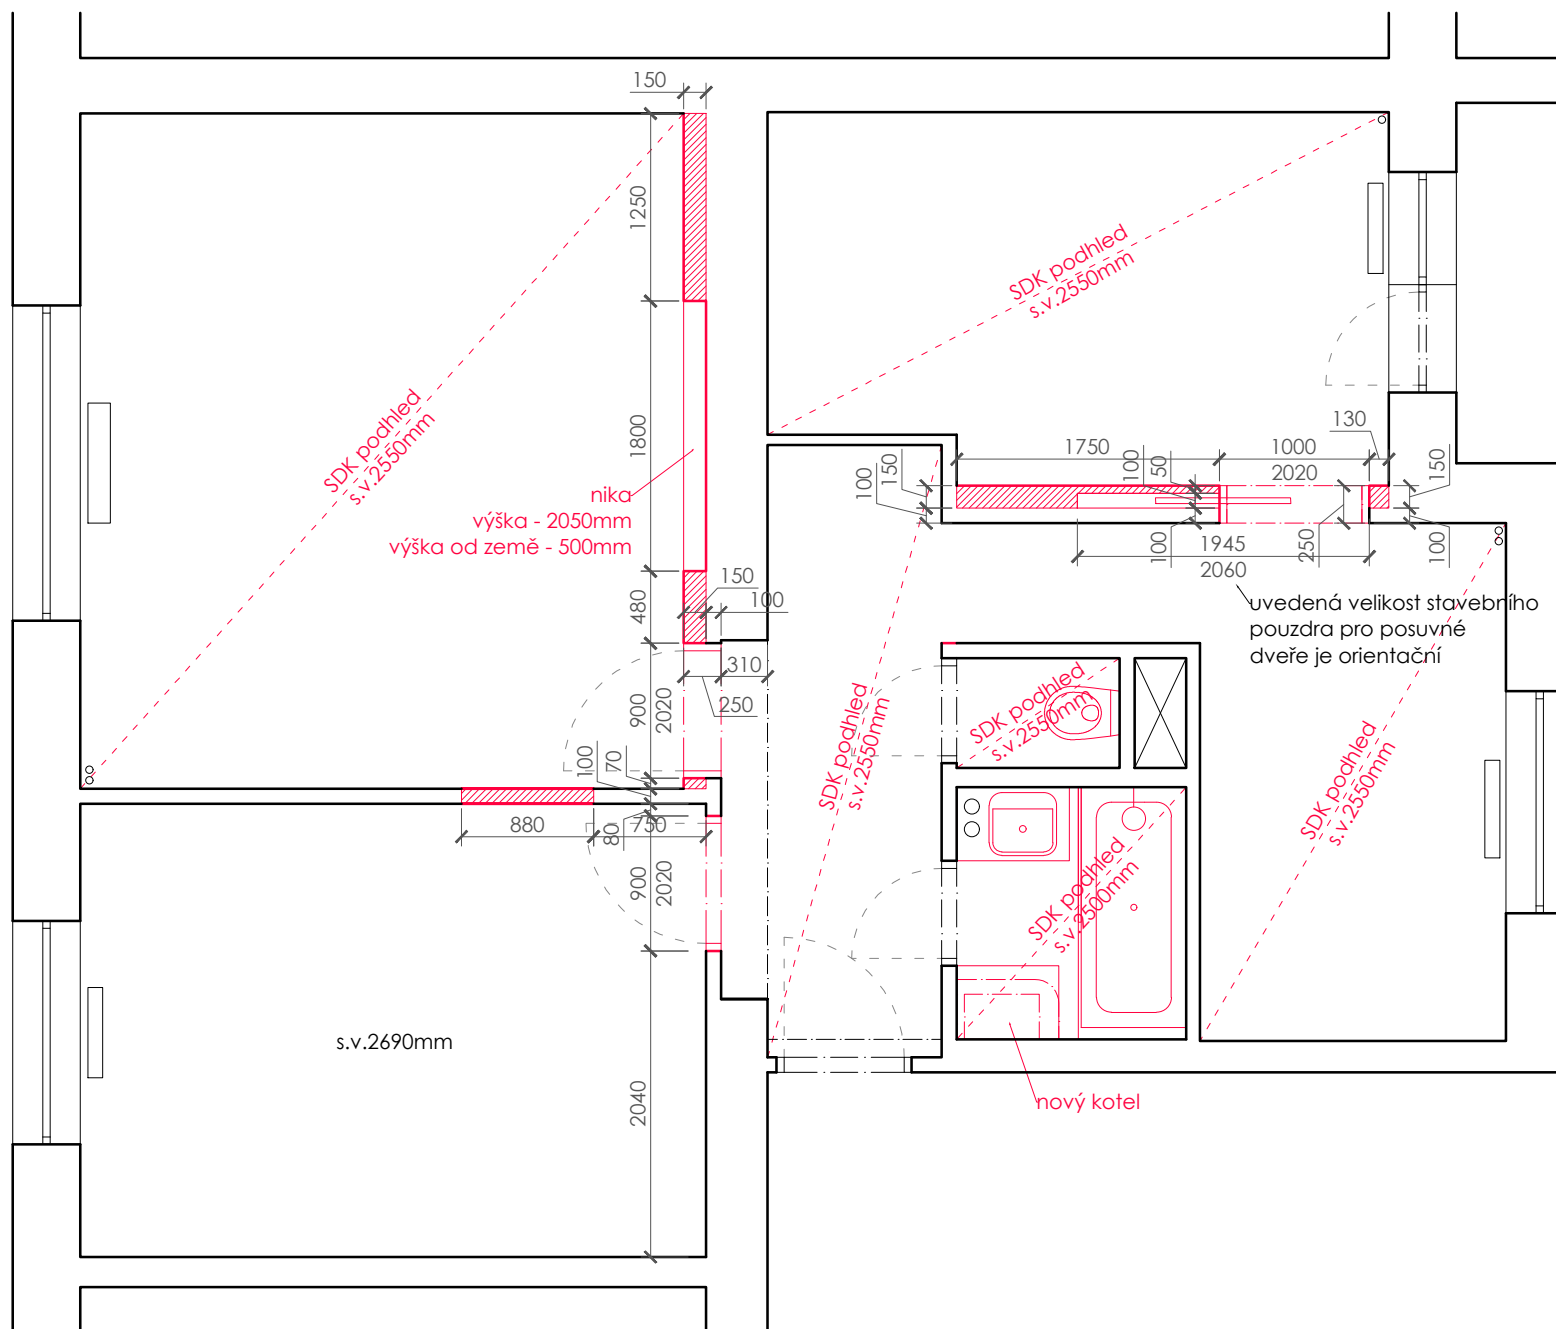 150
1250
SDK podhled
s.v.2550mm
SDK podhled
s.v.2550mm
1800
nika
výška - 2050mm
výška od země - 500mm
480
150
100
310
250
900
2020
100
70
880
750
80
900
2020
2040
s.v.2690mm
130
1750
1000
2020
100
50
150
100
150
100
100
250
1945
2060
uvedená velikost stavebního
pouzdra pro posuvné
dveře je orientační
SDK podhled
s.v.2550mm
SDK podhled
s.v.2550mm
SDK podhled
s.v.2550mm
SDK podhled
s.v.2500mm
nový kotel